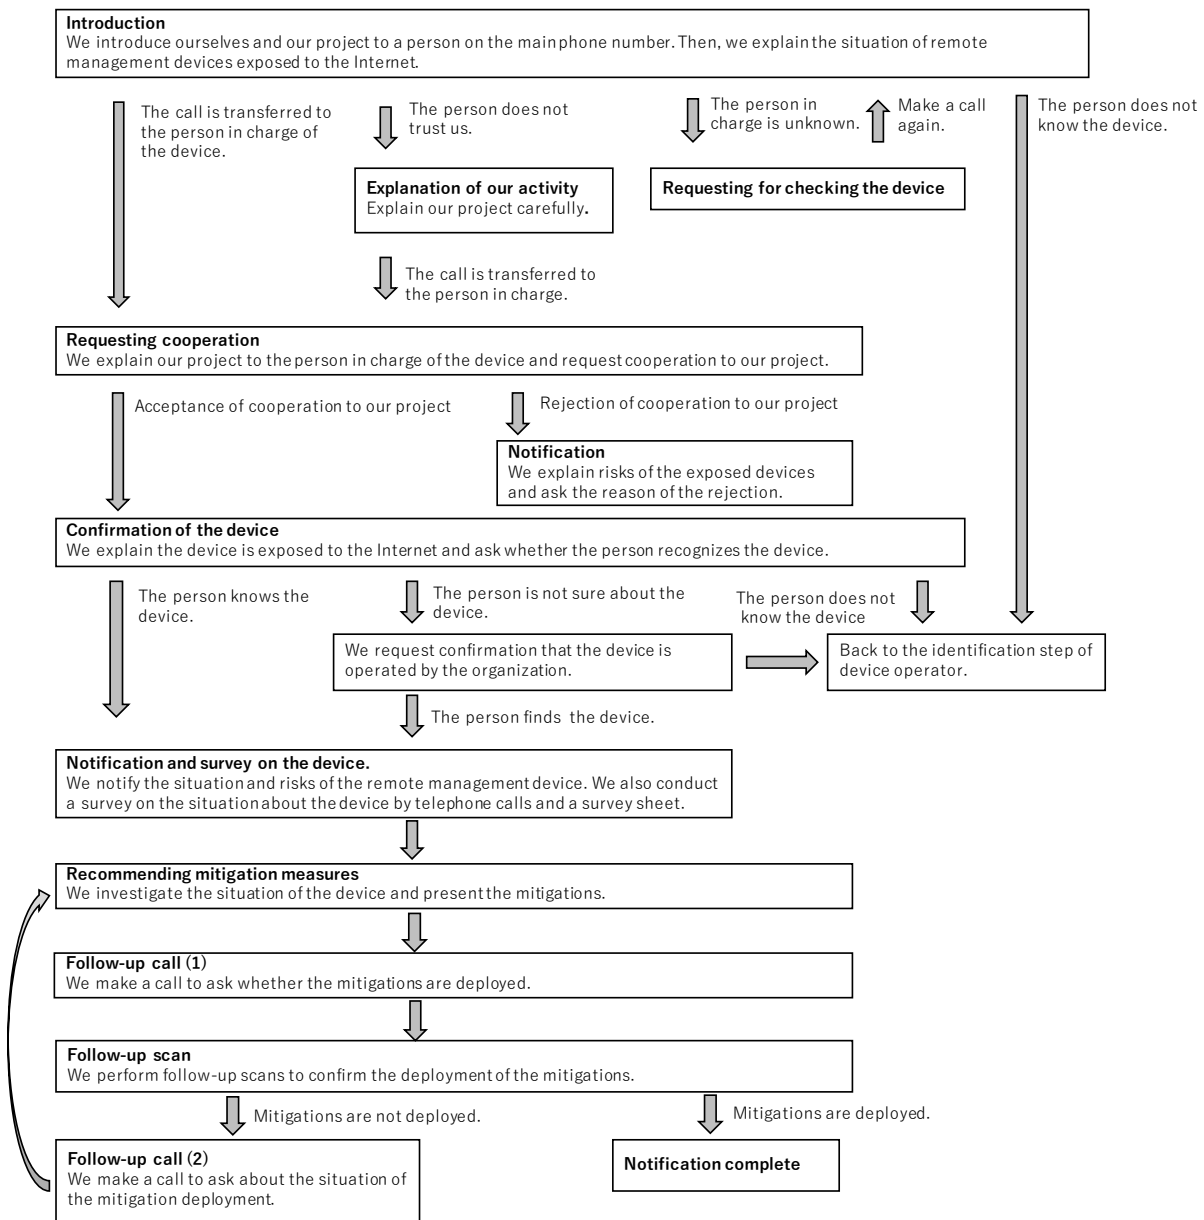 Introduction
We introduce ourselves and our project to a person on the main phone number. Then, we explain the situation of remote
management devices exposed to the Internet.
The call is transferred to
the person in charge of
the device.
The person does not
trust us.
The person in
charge is unknown.
Make a call
again.
The person does not
know the device.
Explanation of our activity
Explain our project carefully.
Requesting for checking the device
The call is transferred to
the person in charge.
Requesting cooperation
We explain our project to the person in charge of the device and request cooperation to our project.
Acceptance of cooperation to our project
Rejection of cooperation to our project
Notification
We explain risks of the exposed devices
and ask the reason of the rejection.
Confirmation of the device
We explain the device is exposed to the Internet and ask whether the person recognizes the device.
The person knows the
device.
The person is not sure about the
device.
The person does not
know the device
We request confirmation that the device is
operated by the organization.
Back to the identification step of
device operator.
The person finds the device.
Notification and survey on the device.
We notify the situation and risks of the remote management device. We also conduct
a survey on the situation about the device by telephone calls and a survey sheet.
Recommending mitigation measures
We investigate the situation of the device and present the mitigations.
Follow-up call (1)
We make a call to ask whether the mitigations are deployed.
Follow-up scan
We perform follow-up scans to confirm the deployment of the mitigations.
Mitigations are not deployed.
Mitigations are deployed.
Follow-up call (2)
We make a call to ask about the situation of
the mitigation deployment.
Notification complete